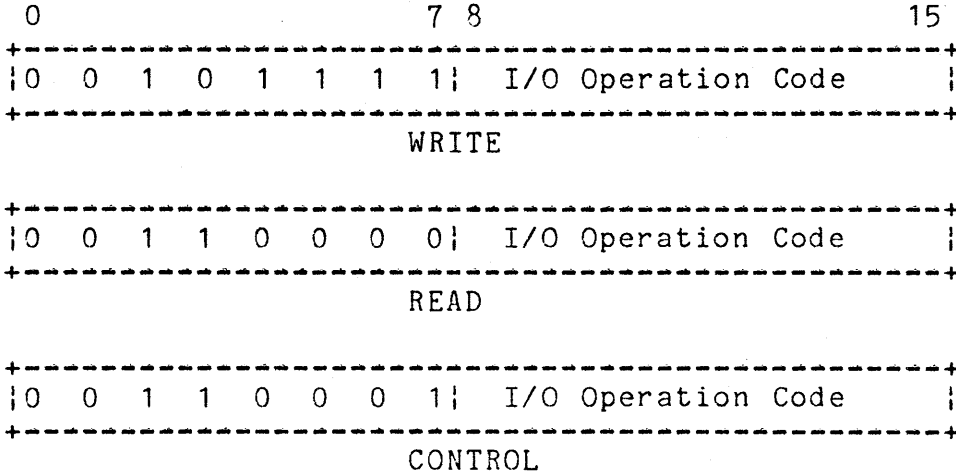 0 7 8 15
+-------------------------------------------------+
¦0 0 1 0 1 1 1 1¦ I/O Operation Code ¦
+-------------------------------------------------+
WRITE
+-------------------------------------------------+
¦0 0 1 1 0 0 0 0¦ I/O Operation Code ¦
+-------------------------------------------------+
READ
+-------------------------------------------------+
¦0 0 1 1 0 0 0 1¦ I/O Operation Code ¦
+-------------------------------------------------+
CONTROL